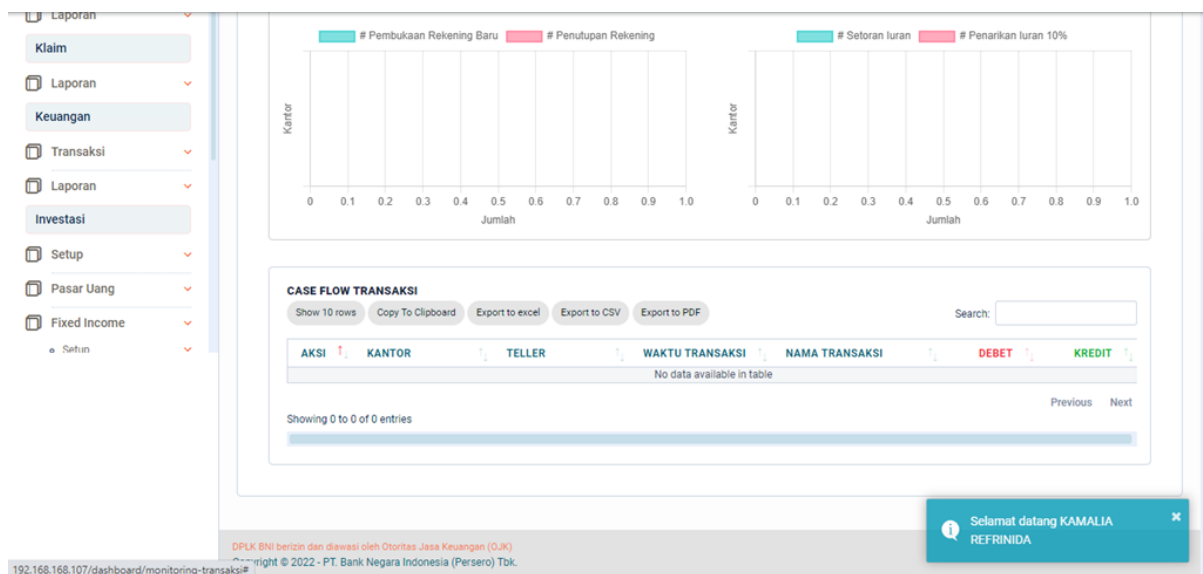 Laporan
Klaim
Laporan
Keuangan
Transaksi
Laporan
Investasi
Setup
Pasar Uang
Fixed Income
Setup
# Pembukaan Rekening Baru # Penutupan Rekening
Kantor
0 0.1 0.2 0.3 0.4 0.5 0.6 0.7 0.8 0.9 1.0
Jumlah
# Setoran Iuran # Penarikan Iuran 10%
Kantor
0 0.1 0.2 0.3 0.4 0.5 0.6 0.7 0.8 0.9 1.0
Jumlah
CASE FLOW TRANSAKSI
Show 10 rows Copy To Clipboard Export to excel Export to CSV Export to PDF Search:
AKSI KANTOR TELLER WAKTU TRANSAKSI NAMA TRANSAKSI DEBET KREDIT
No data available in table
Previous Next
Showing 0 to 0 of 0 entries
Selamat datang KAMALIA
REFRINIDA
DPLK BNI berizin dan diawasi oleh Otoritas Jasa Keuangan (OJK)
right © 2022 - PT. Bank Negara Indonesia (Persero) Tbk.
192.168.168.107/dashboard/monitoring-transaksi#